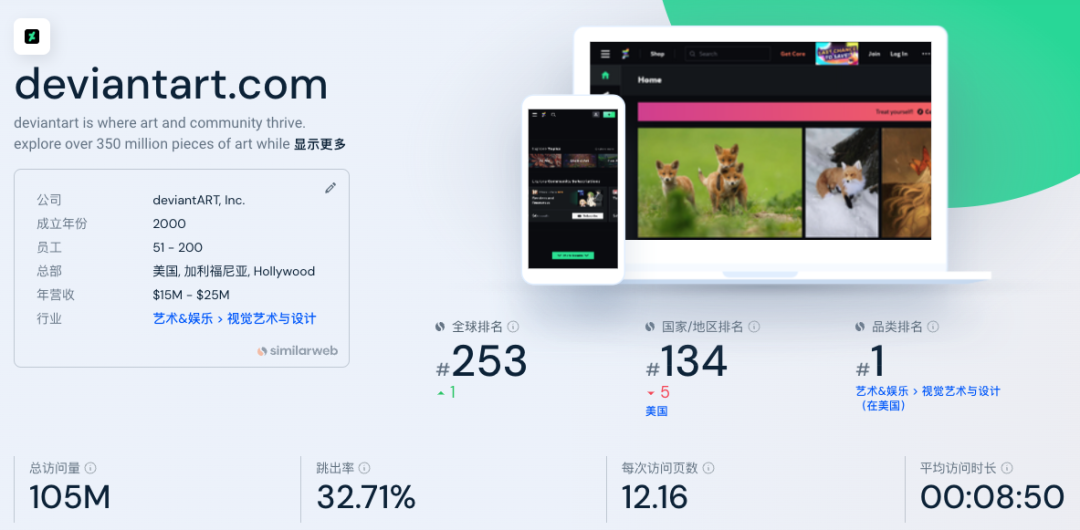 deviantart.com
deviantart is where art and community thrive.
explore over 350 million pieces of art while 显示更多
公司 deviantART, Inc.
成立年份 2000
员工 51 - 200
总部 美国, 加利福尼亚, Hollywood
年营收 $15M - $25M
行业 艺术&娱乐 > 视觉艺术与设计
similarweb
Shop Search Get Core LAST CHANCE TO SAVE! Join Log In
Home
Treat yourself!
全球排名
#253
1
国家/地区排名
#134
5
美国
品类排名
#1
艺术&娱乐 > 视觉艺术与设计
(在美国)
总访问量
105M
跳出率
32.71%
每次访问页数
12.16
平均访问时长
00:08:50